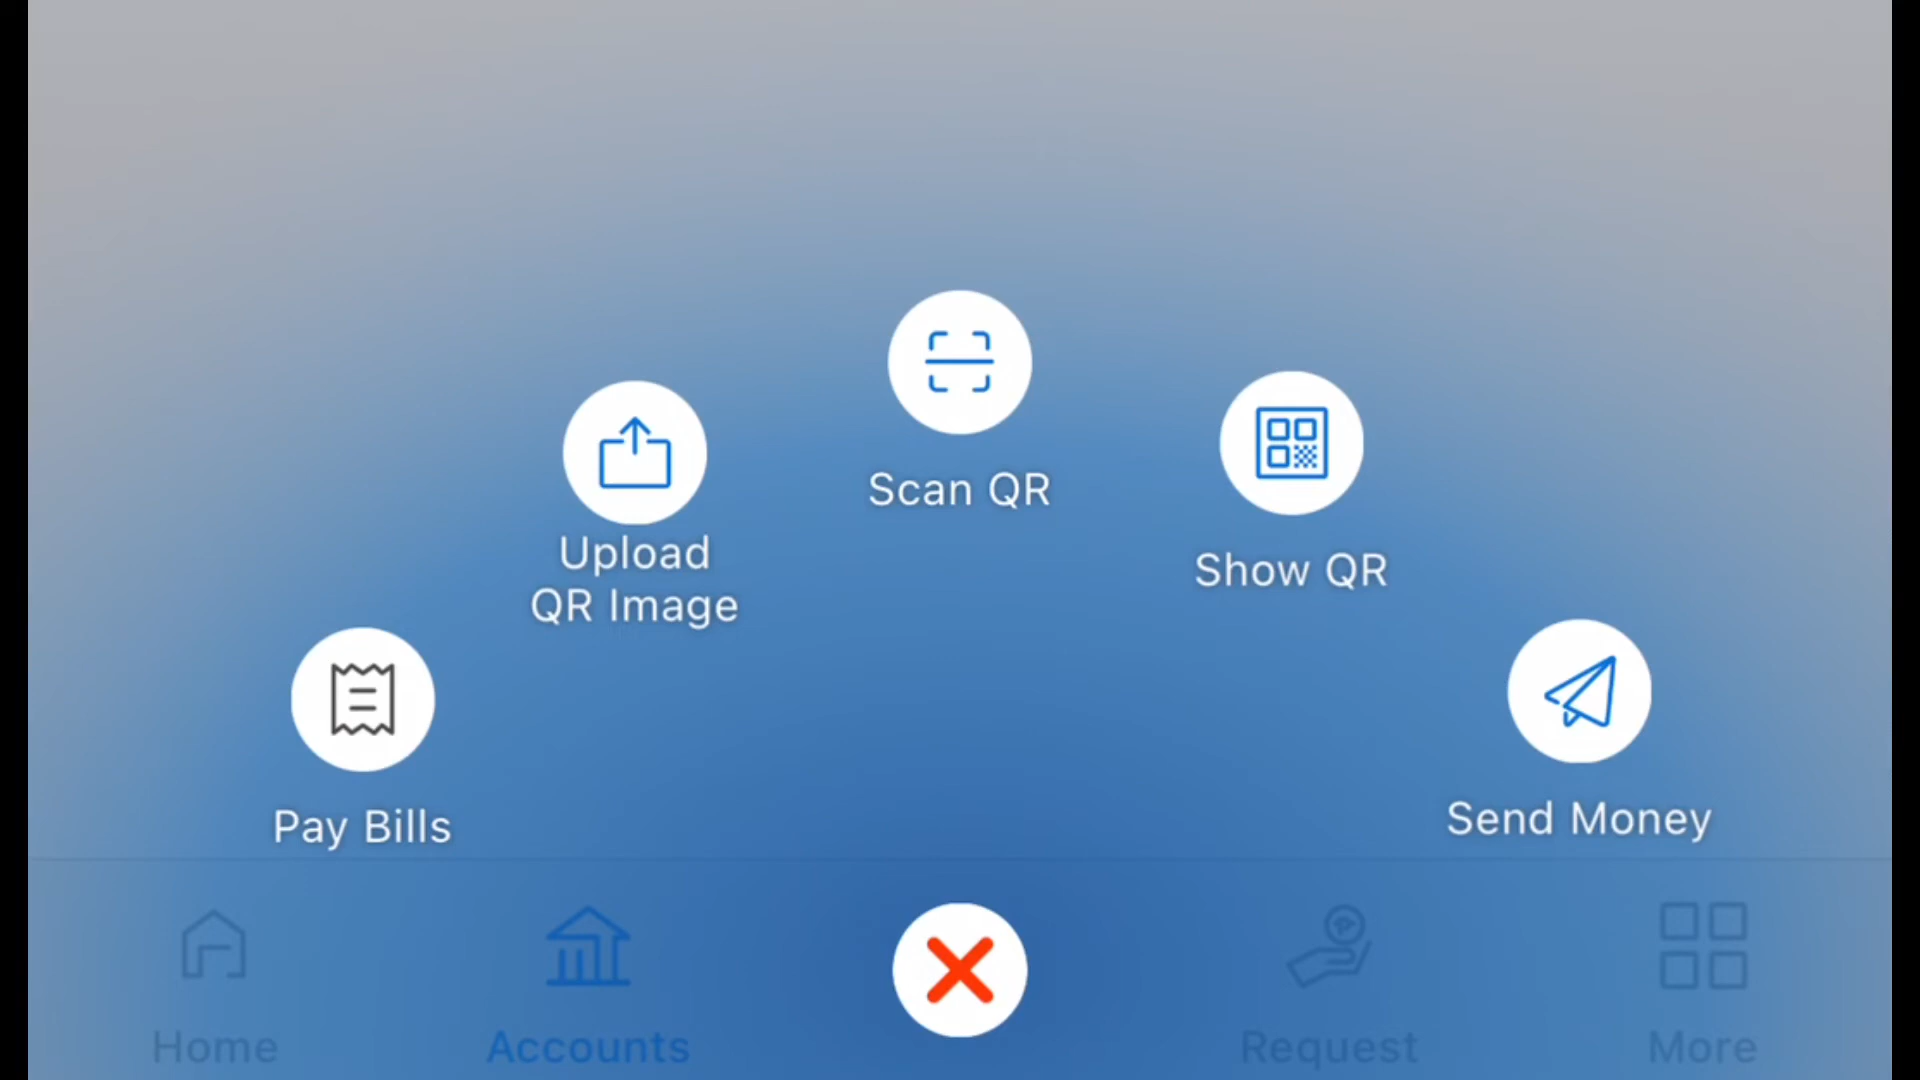 Scan QR
Upload
QR Image
Show QR
Pay Bills
Send Money
Home
Accounts
Request
More